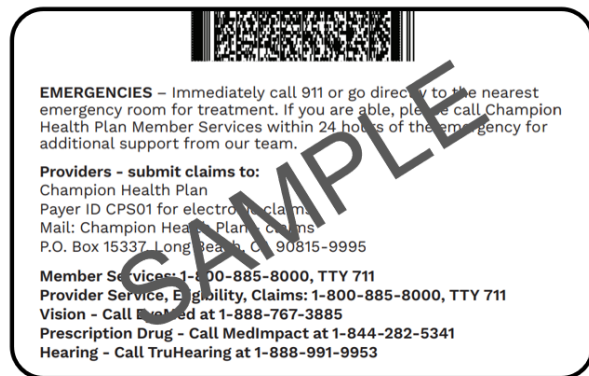 EMERGENCIES – Immediately call 911 or go directly to the nearest
emergency room for treatment. If you are able, please call Champion
Health Plan Member Services within 24 hours of the emergency for
additional support from our team.
Providers - submit claims to:
Champion Health Plan
Payer ID CPS01 for electronic claims
Mail: Champion Health Plan - claims
P.O. Box 15337, Long Beach, CA 90815-9995
Member Services: 1-800-885-8000, TTY 711
Provider Service, Eligibility, Claims: 1-800-885-8000, TTY 711
Vision - Call EyeMed at 1-888-767-3885
Prescription Drug - Call MedImpact at 1-844-282-5341
Hearing - Call TruHearing at 1-888-991-9953
SAMPLE